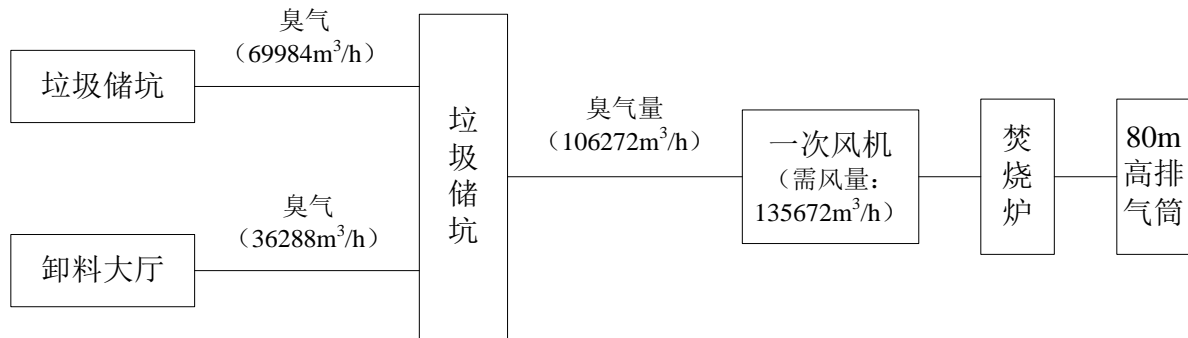 臭气
（69984m³/h）
垃圾储坑
臭气
（36288m³/h）
卸料大厅
垃
圾
储
坑
臭气量
（106272m³/h）
一次风机
（需风量：
135672m³/h）
焚
烧
炉
80m
高排
气筒